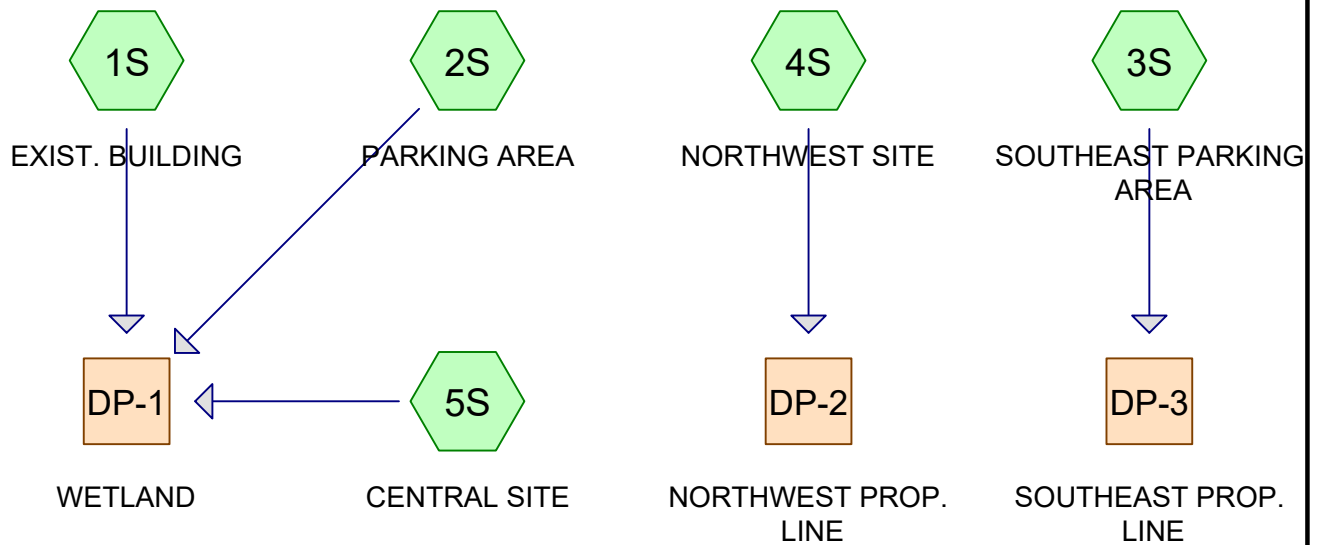 1S
2S
4S
3S
EXIST. BUILDING
PARKING AREA
NORTHWEST SITE
SOUTHEAST PARKING
AREA
DP-1
5S
DP-2
DP-3
WETLAND
CENTRAL SITE
NORTHWEST PROP.
LINE
SOUTHEAST PROP.
LINE